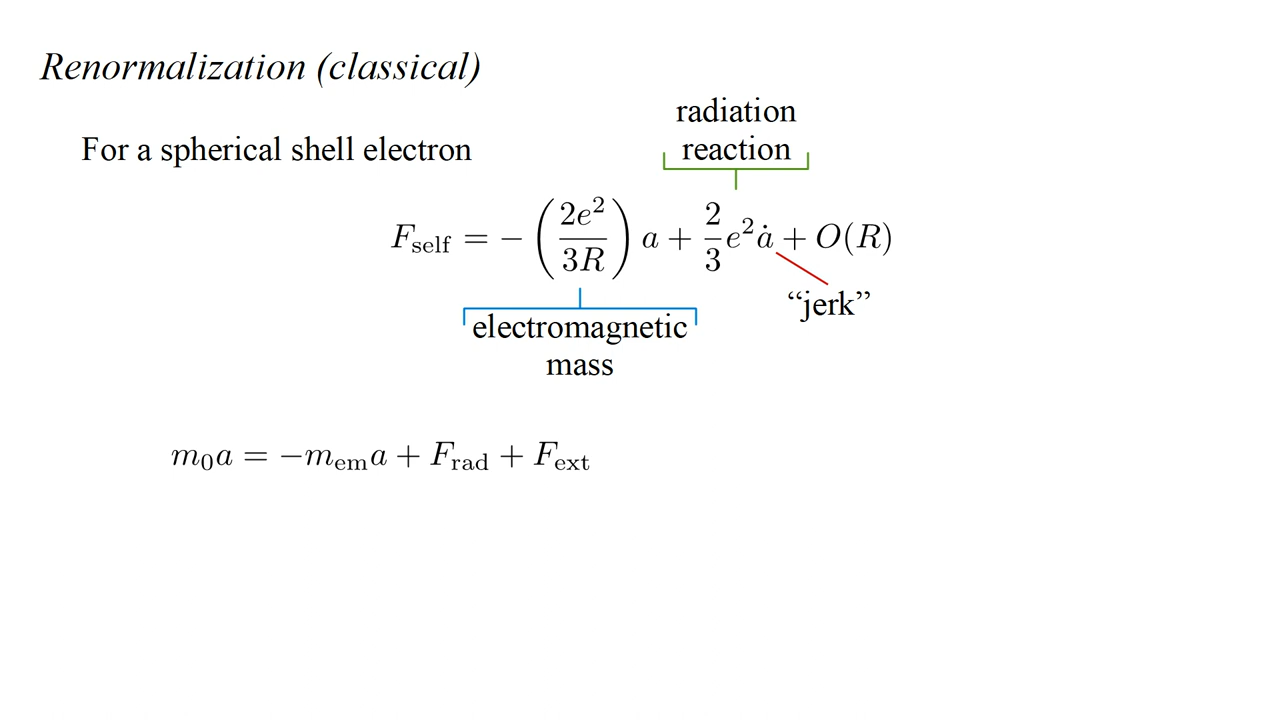 Renormalization (classical)
radiation
reaction
For a spherical shell electron
F_self = −(2e²/3R) a + 2/3 e²ȧ + O(R)
“jerk”
electromagnetic
mass
m₀a = −m_em a + F_rad + F_ext